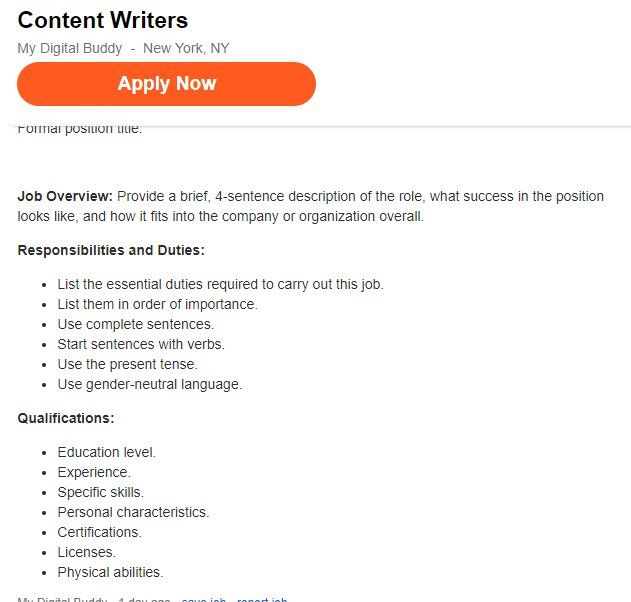 Content Writers
My Digital Buddy - New York, NY
Apply Now
Formal position title.
Job Overview: Provide a brief, 4-sentence description of the role, what success in the position
looks like, and how it fits into the company or organization overall.
Responsibilities and Duties:
• List the essential duties required to carry out this job.
• List them in order of importance.
• Use complete sentences.
• Start sentences with verbs.
• Use the present tense.
• Use gender-neutral language.
Qualifications:
• Education level.
• Experience.
• Specific skills.
• Personal characteristics.
• Certifications.
• Licenses.
• Physical abilities.
My Digital Buddy - 1 day ago - save job - report job